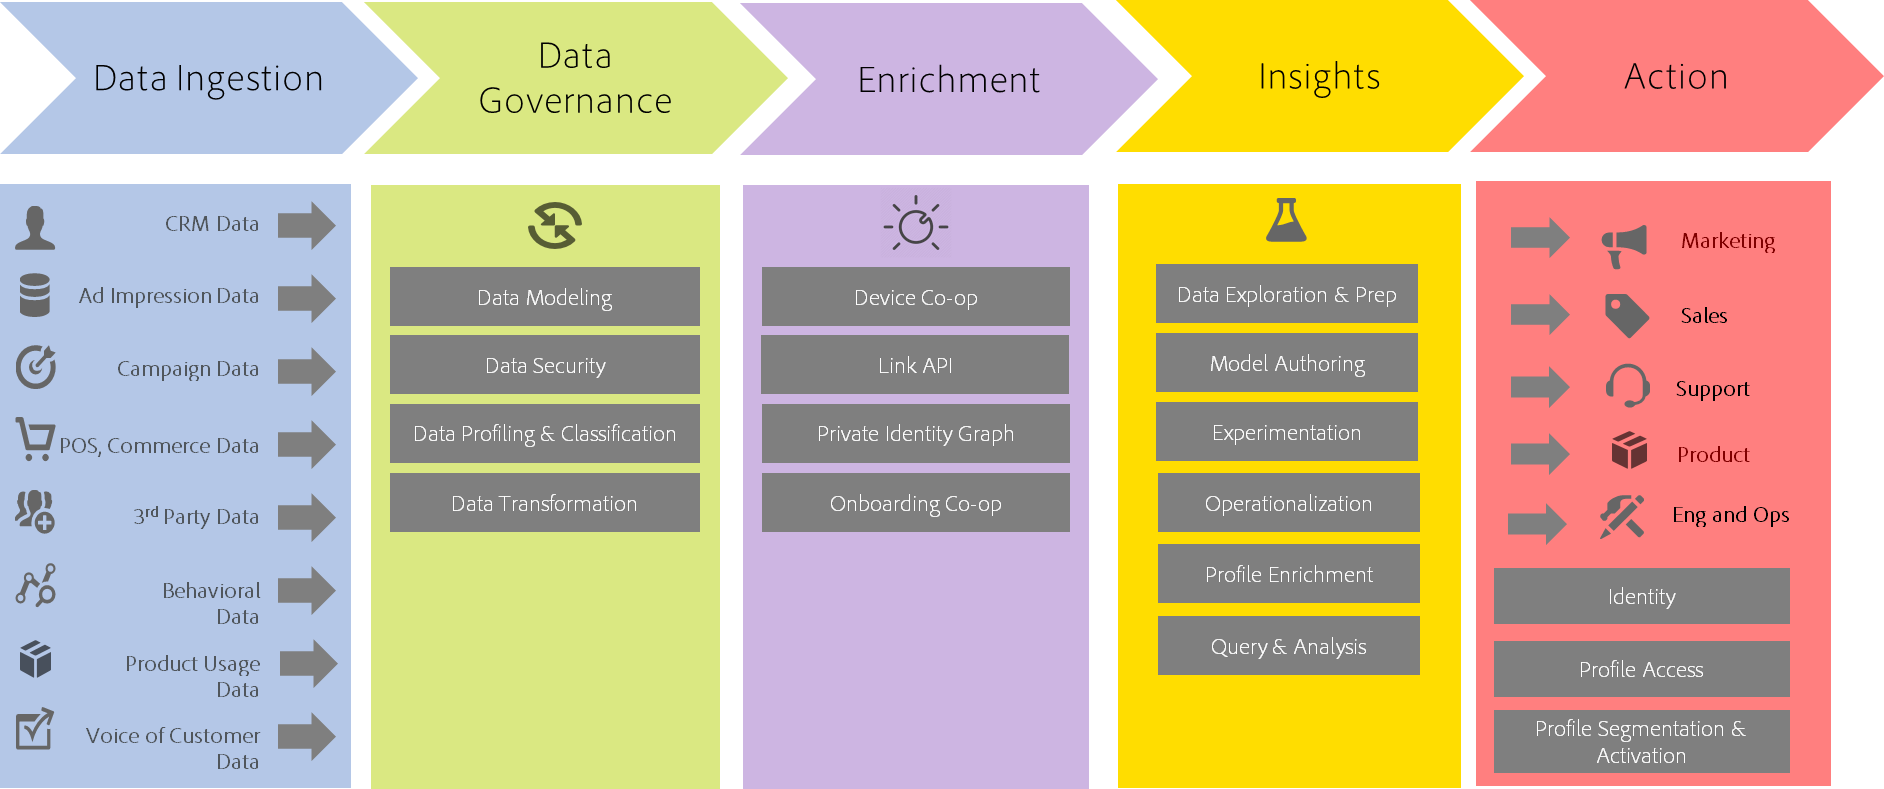 Data Ingestion
Data
Governance
Enrichment
Insights
Action
CRM Data
Ad Impression Data
Campaign Data
POS, Commerce Data
3rd Party Data
Behavioral
Data
Product Usage
Data
Voice of Customer
Data
Data Modeling
Data Security
Data Profiling & Classification
Data Transformation
Device Co-op
Link API
Private Identity Graph
Onboarding Co-op
Data Exploration & Prep
Model Authoring
Experimentation
Operationalization
Profile Enrichment
Query & Analysis
Marketing
Sales
Support
Product
Eng and Ops
Identity
Profile Access
Profile Segmentation &
Activation